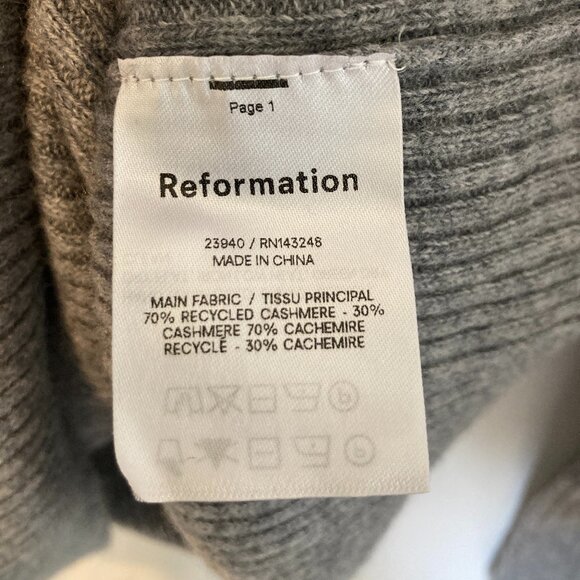 Page 1
Reformation
23940 / RN143248
MADE IN CHINA
MAIN FABRIC / TISSU PRINCIPAL
70% RECYCLED CASHMERE - 30%
CASHMERE 70% CACHEMIRE
RECYCLÉ - 30% CACHEMIRE